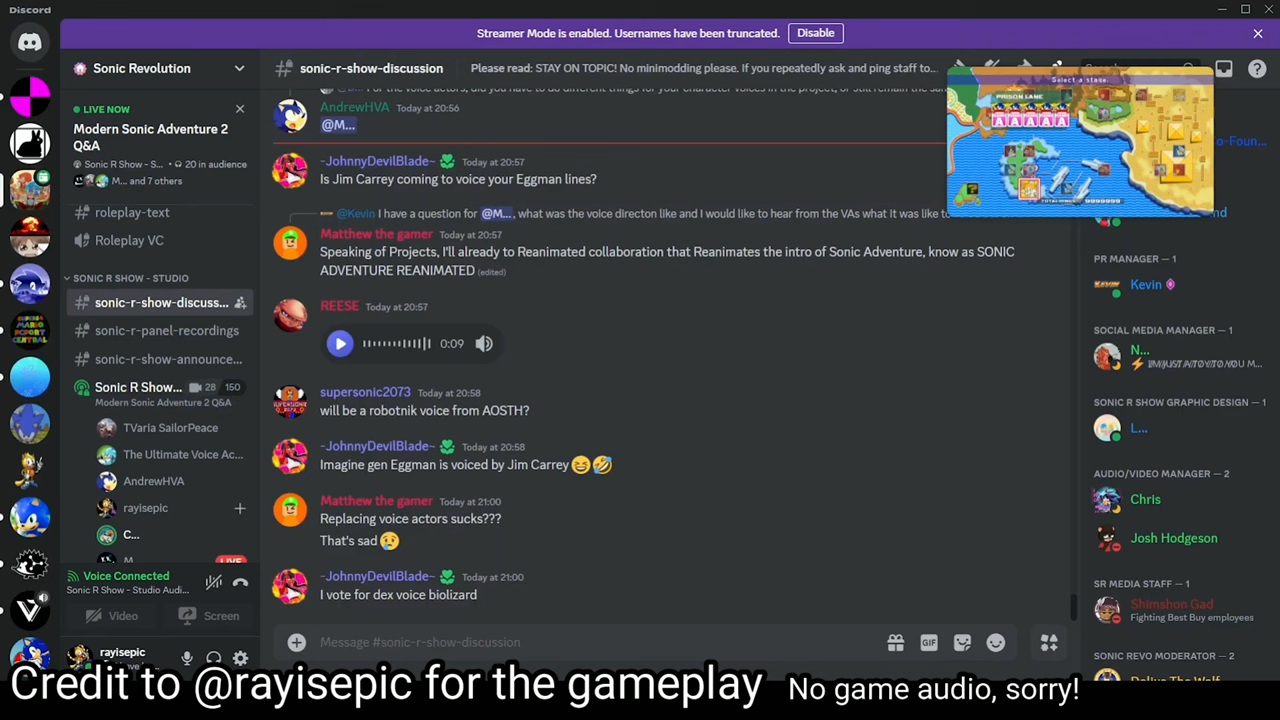 Discord
Streamer Mode is enabled. Usernames have been truncated.
Disable
Sonic Revolution
LIVE NOW
Modern Sonic Adventure 2
Q&A
Sonic R Show - S... • 20 in audience
M... and 7 others
roleplay-text
Roleplay VC
SONIC R SHOW - STUDIO
sonic-r-show-discuss...
sonic-r-panel-recordings
sonic-r-show-announce...
Sonic R Show... 28 150
Modern Sonic Adventure 2 Q&A
TVaria SailorPeace
The Ultimate Voice Ac...
AndrewHVA
rayisepic
C...
M
LIVE
Voice Connected
Sonic R Show - Studio Audi...
Video
Screen
rayisepic
sonic-r-show-discussion
Please read: STAY ON TOPIC! No minimodding please. If you repeatedly ask and ping staff to...
AndrewHVA Today at 20:56
@M...
-JohnnyDevilBlade- Today at 20:57
Is Jim Carrey coming to voice your Eggman lines?
@Kevin I have a question for @M... , what was the voice directon like and I would like to hear from the VAs what it was like to
Matthew the gamer Today at 20:57
Speaking of Projects, I'll already to Reanimated collaboration that Reanimates the intro of Sonic Adventure, know as SONIC
ADVENTURE REANIMATED (edited)
REESE Today at 20:57
0:09
supersonic2073 Today at 20:58
will be a robotnik voice from AOSTH?
-JohnnyDevilBlade- Today at 20:58
Imagine gen Eggman is voiced by Jim Carrey 😆🤣
Matthew the gamer Today at 21:00
Replacing voice actors sucks???
That's sad😢
-JohnnyDevilBlade- Today at 21:00
I vote for dex voice biolizard
Message #sonic-r-show-discussion
GIF
Select a stage.
PRISON LANE
A A A A A
9999999
o-Foun...
nd
PR MANAGER — 1
Kevin
SOCIAL MEDIA MANAGER — 1
N...
SONIC R SHOW GRAPHIC DESIGN — 1
L...
AUDIO/VIDEO MANAGER — 2
Chris
Josh Hodgeson
SR MEDIA STAFF — 1
Shimshon Gad
Fighting Best Buy employees
SONIC REVO MODERATOR — 2
Credit to @rayisepic for the gameplay
No game audio, sorry!